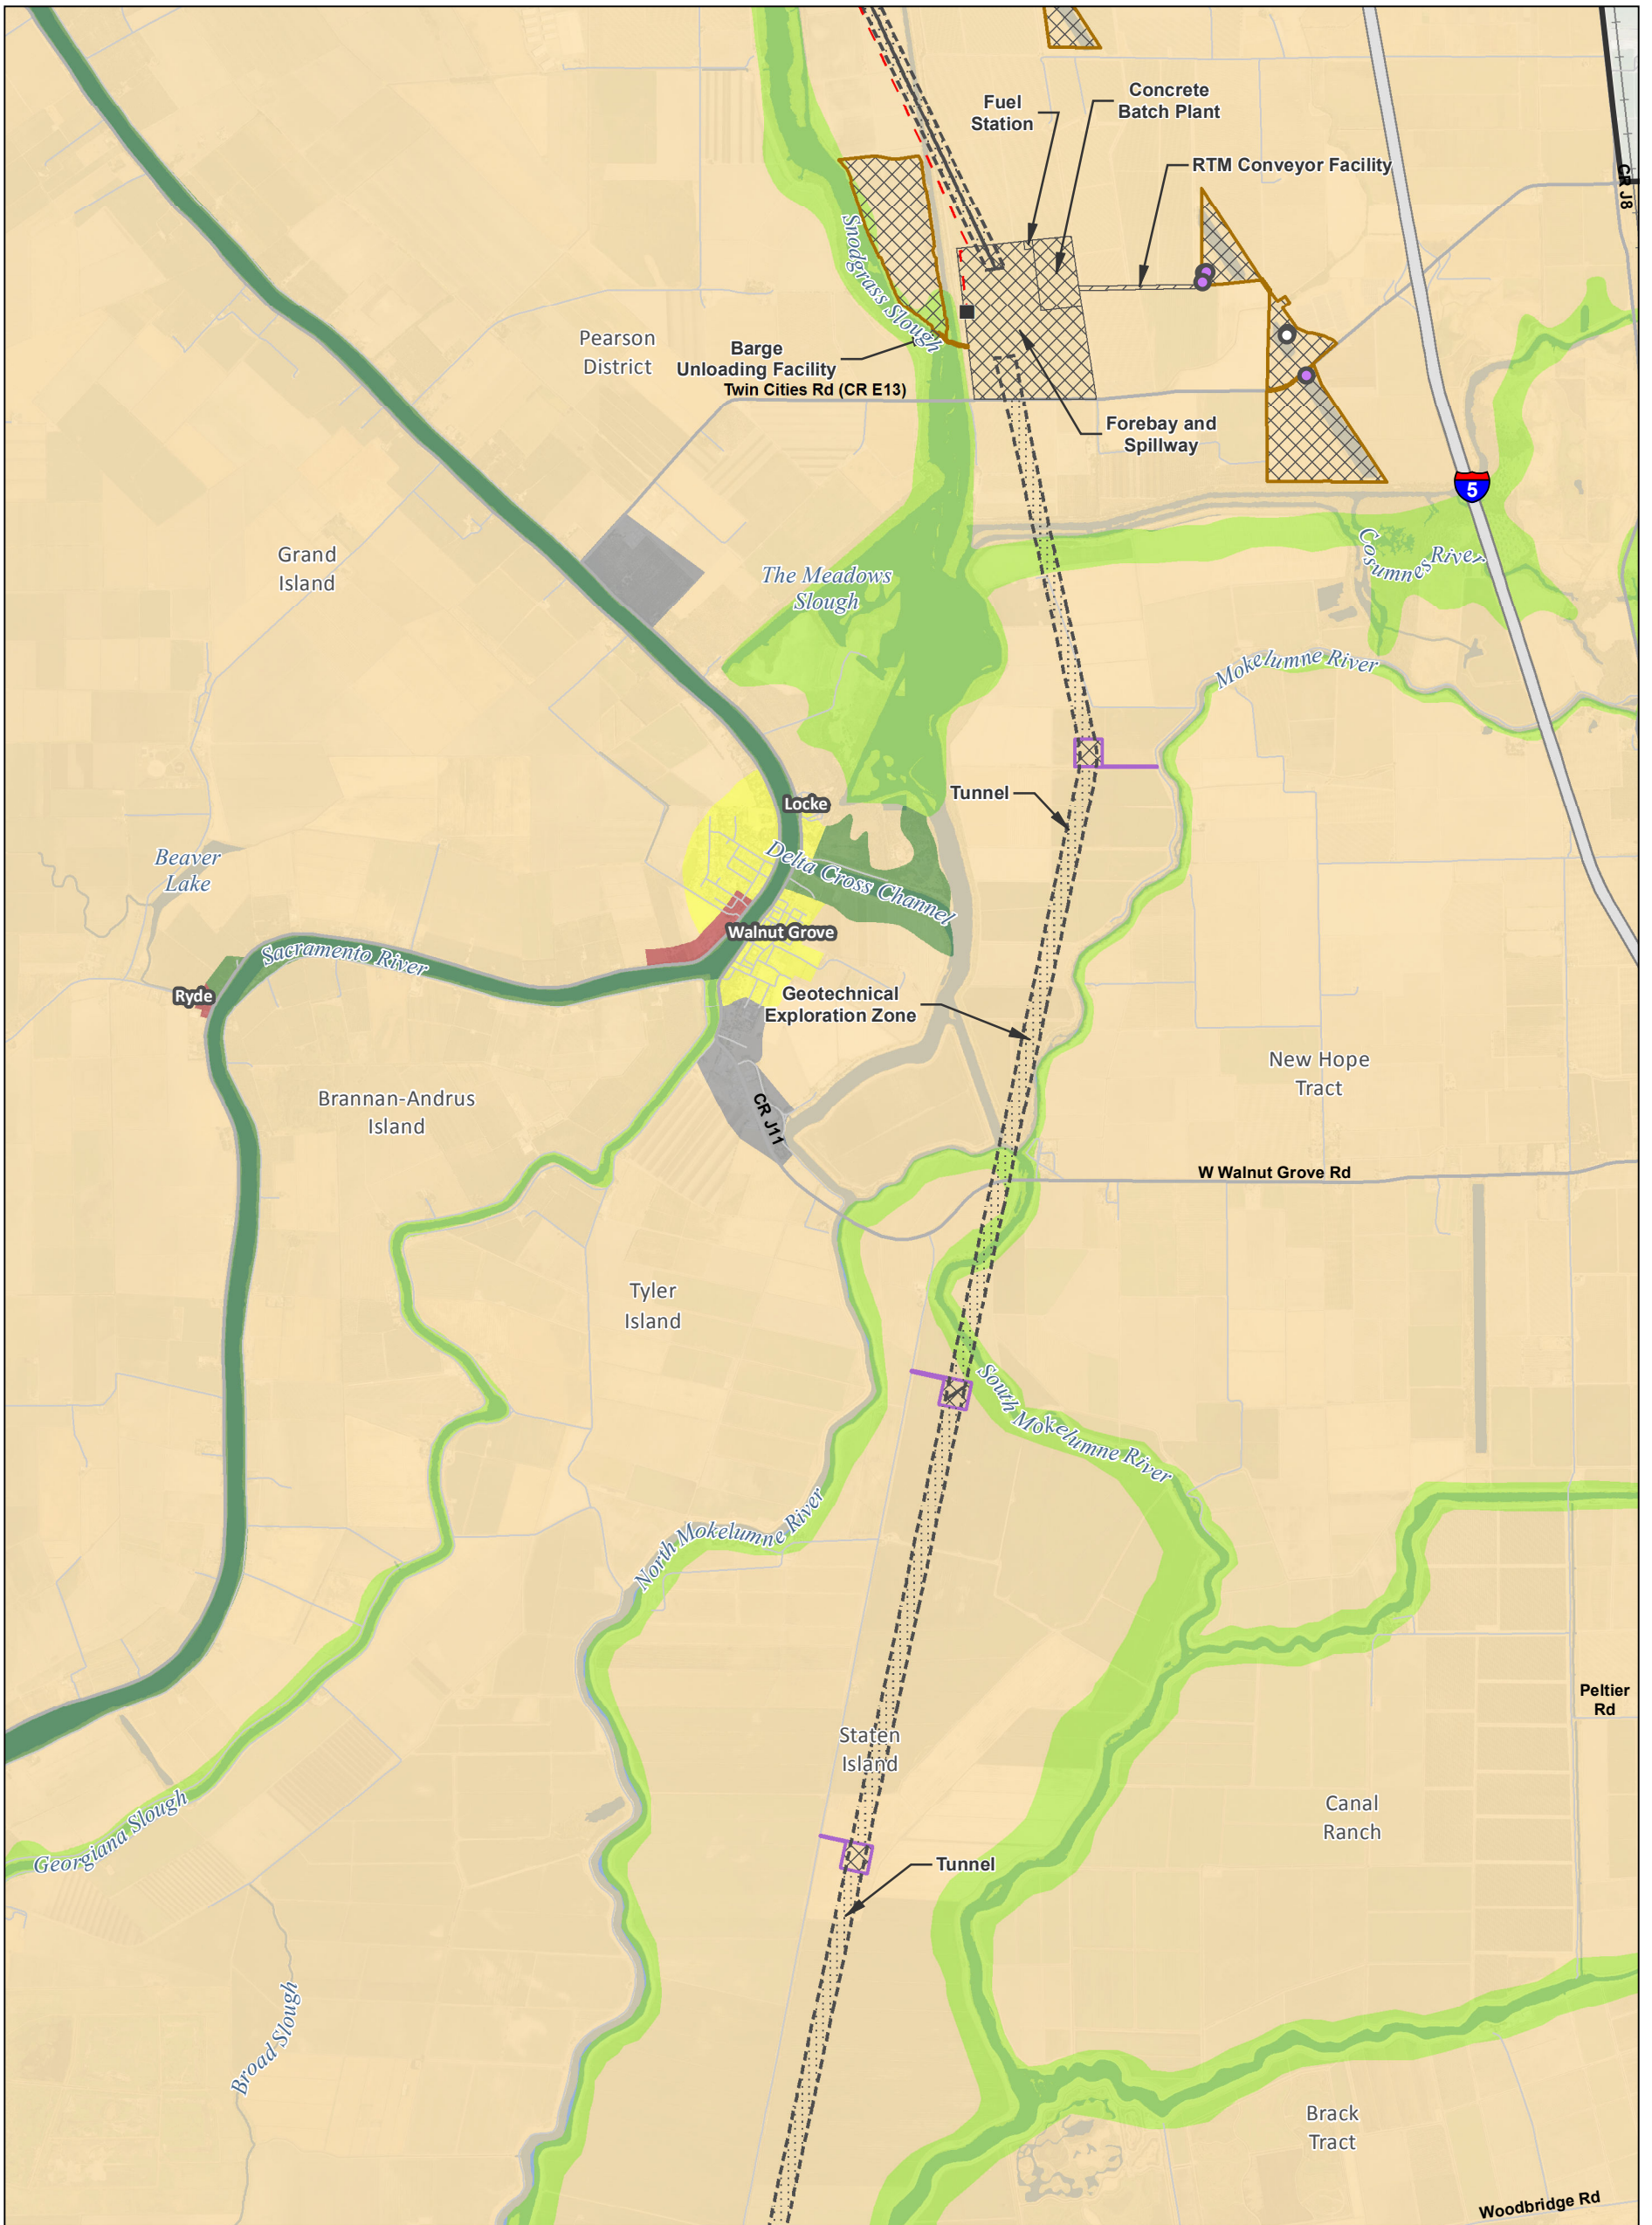 Concrete
Batch Plant
Fuel
Station
RTM Conveyor Facility
CR J8
Snodgrass Slough
Pearson
District
Barge
Unloading Facility
Twin Cities Rd (CR E13)
Forebay and
Spillway
5
Grand
Island
The Meadows
Slough
Cosumnes River
Mokelumne River
Tunnel
Locke
Beaver
Lake
Delta Cross Channel
Walnut Grove
Sacramento River
Ryde
Geotechnical
Exploration Zone
New Hope
Tract
Brannan-Andrus
Island
CR J11
W Walnut Grove Rd
Tyler
Island
South Mokelumne River
North Mokelumne River
Peltier
Rd
Staten
Island
Canal
Ranch
Georgiana Slough
Tunnel
Broad Slough
Brack
Tract
Woodbridge Rd